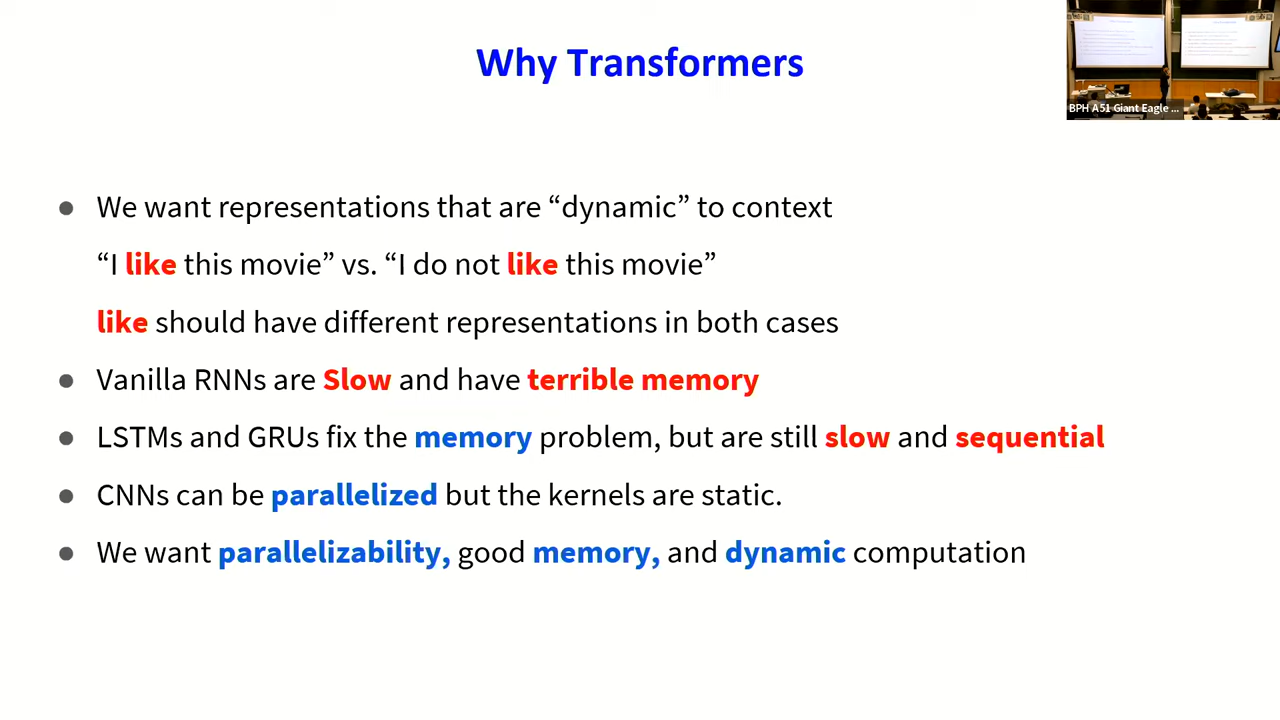 Why Transformers
BPH A51 Giant Eagle ...
● We want representations that are “dynamic” to context
“I like this movie” vs. “I do not like this movie”
like should have different representations in both cases
● Vanilla RNNs are Slow and have terrible memory
● LSTMs and GRUs fix the memory problem, but are still slow and sequential
● CNNs can be parallelized but the kernels are static.
● We want parallelizability, good memory, and dynamic computation